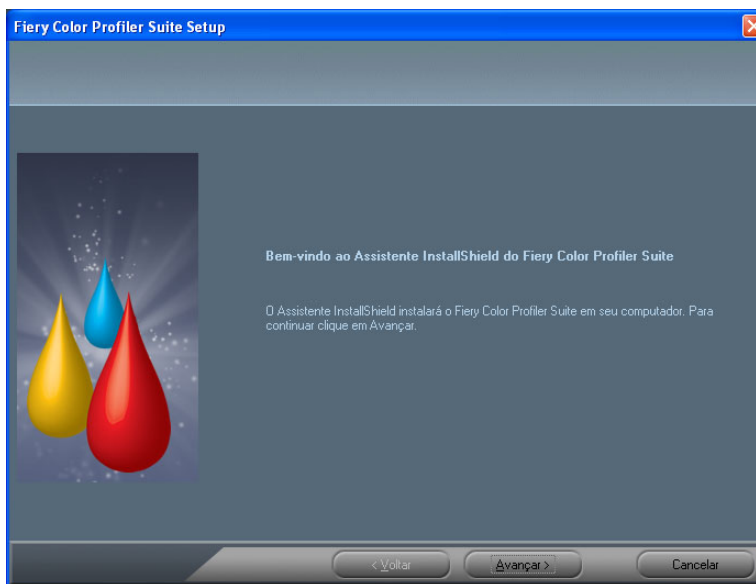 Fiery Color Profiler Suite Setup
Bem-vindo ao Assistente InstallShield do Fiery Color Profiler Suite
O Assistente InstallShield instalará o Fiery Color Profiler Suite em seu computador. Para
continuar clique em Avançar.
< Voltar
Avançar >
Cancelar